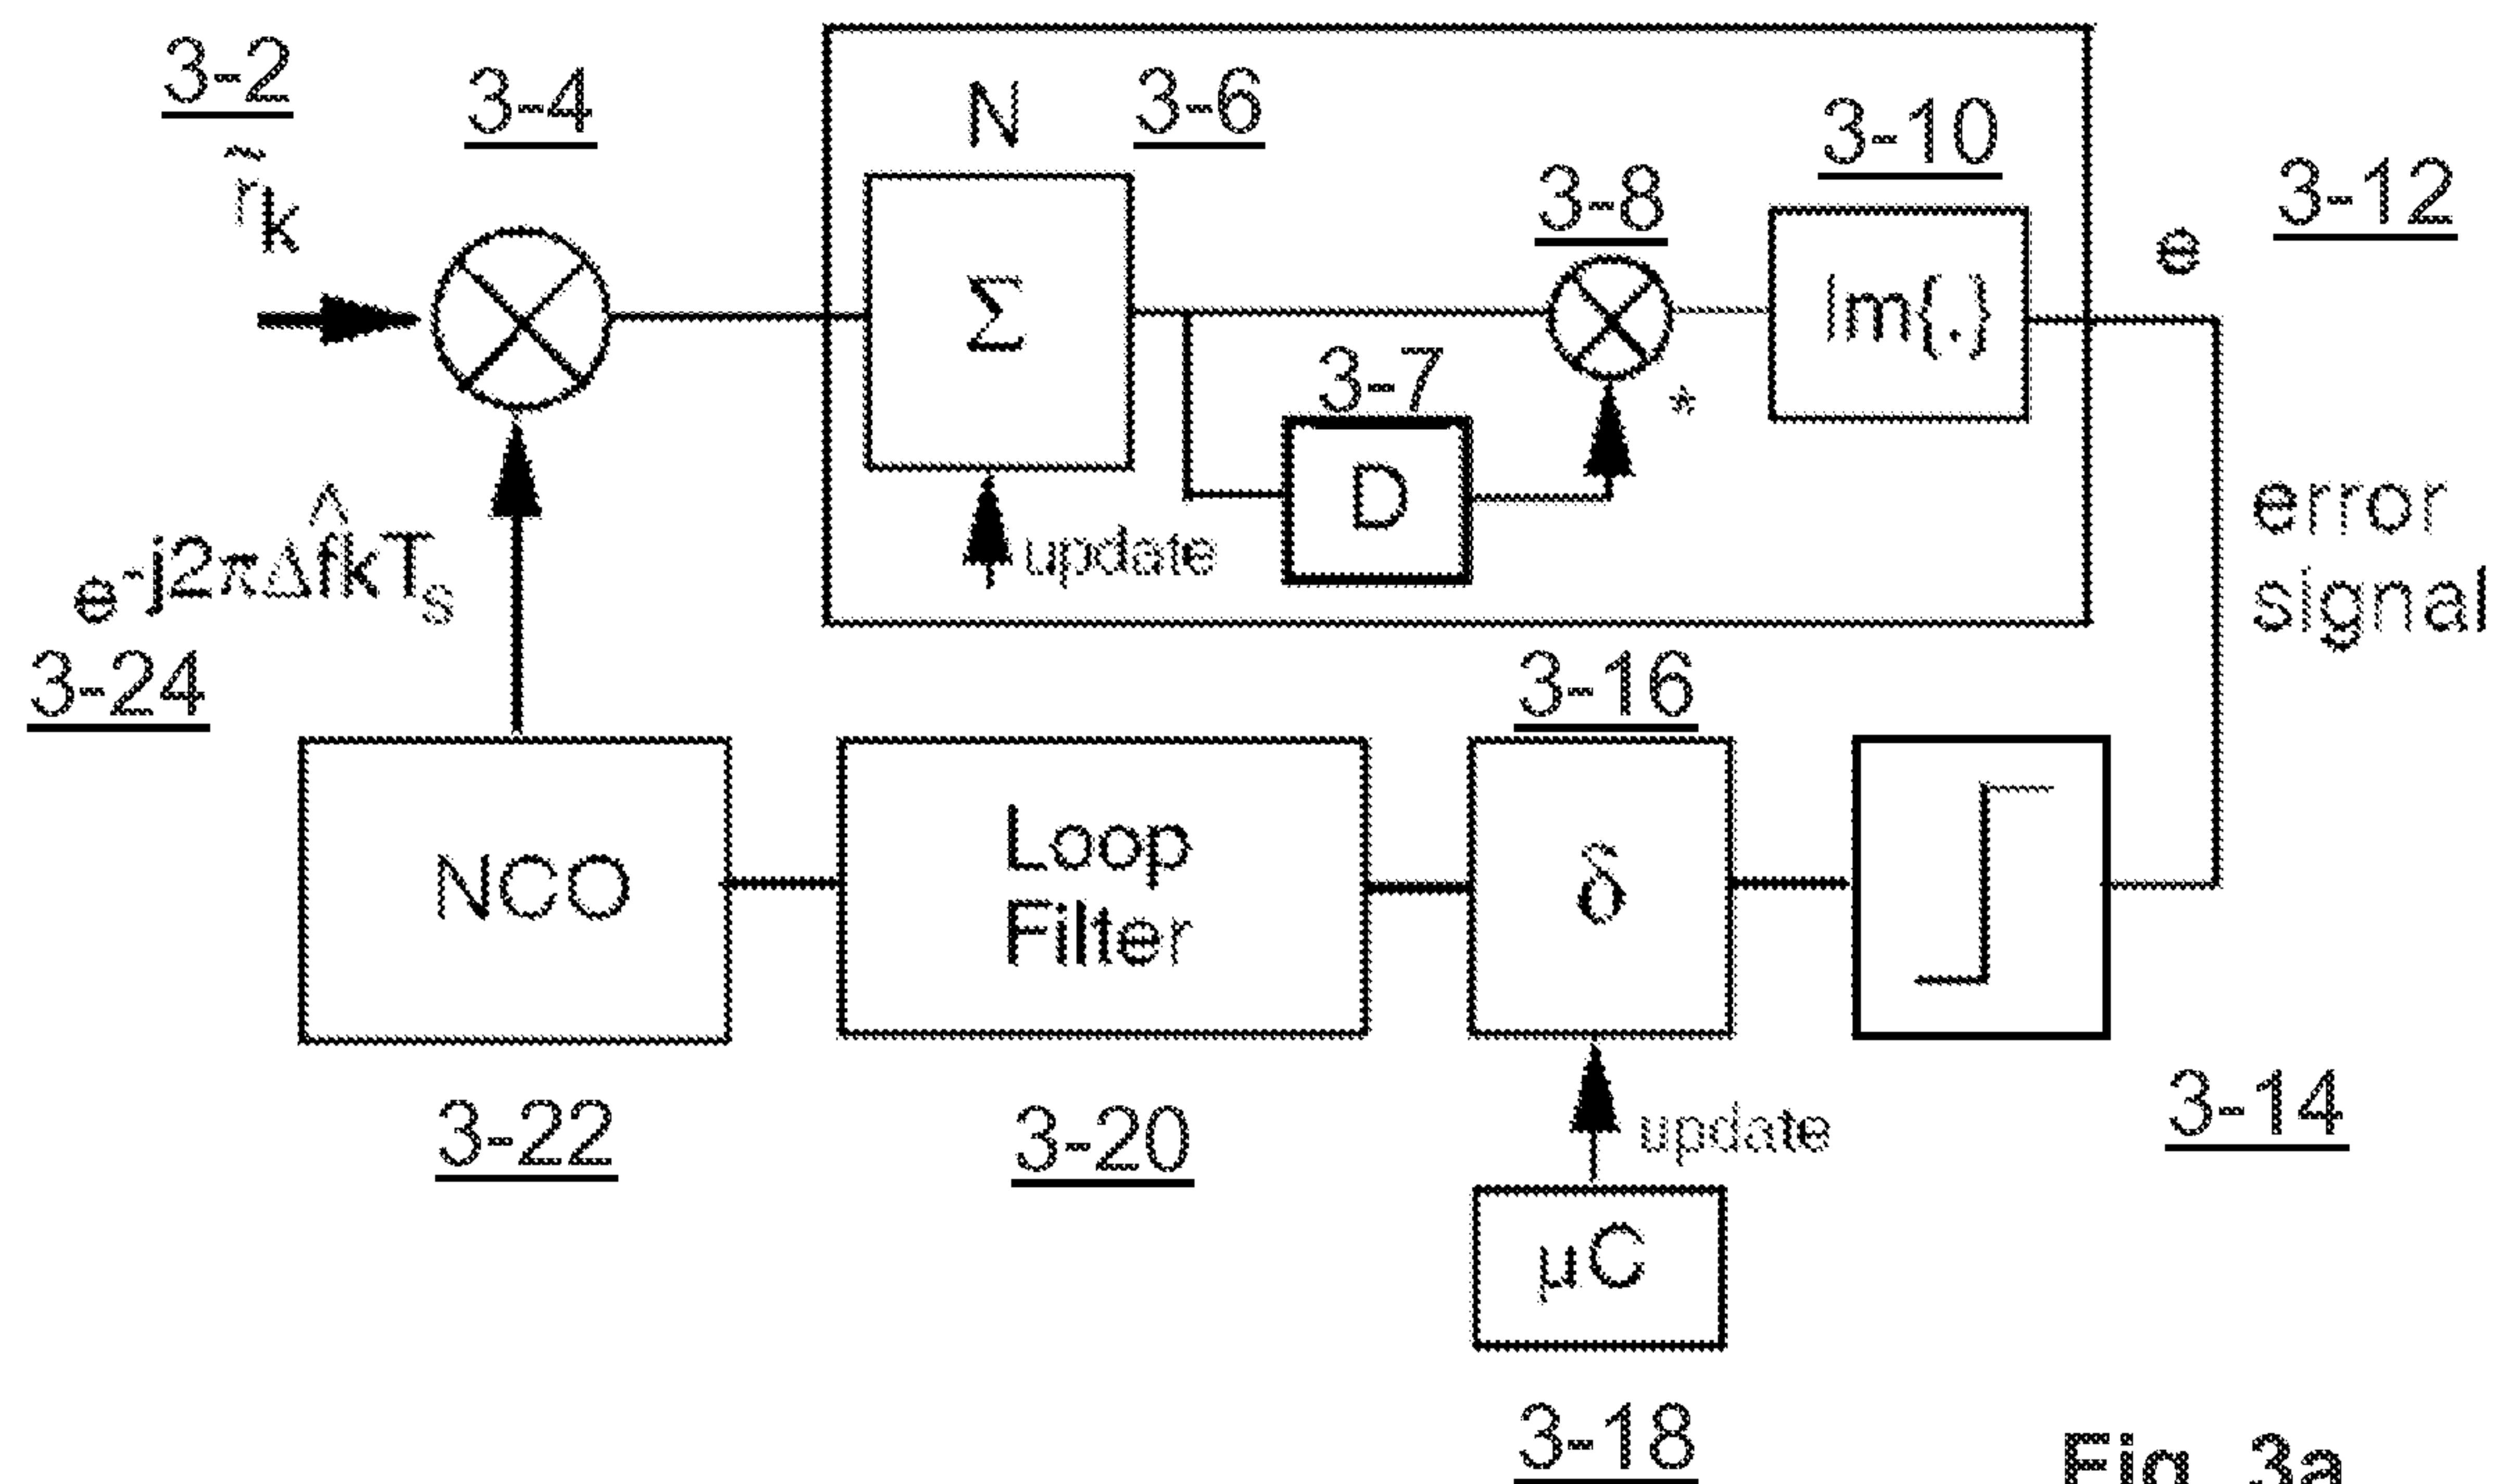 3-2
3-4
N
3-6
3-10
3-12
r̃k
3-8
e
Σ
Im{.}
3-7
*
D
update
error
signal
e-j2πΔf̂kTs
3-24
3-16
NCO
Loop
Filter
δ
3-22
3-20
update
3-14
μC
3-18
Fig. 3a